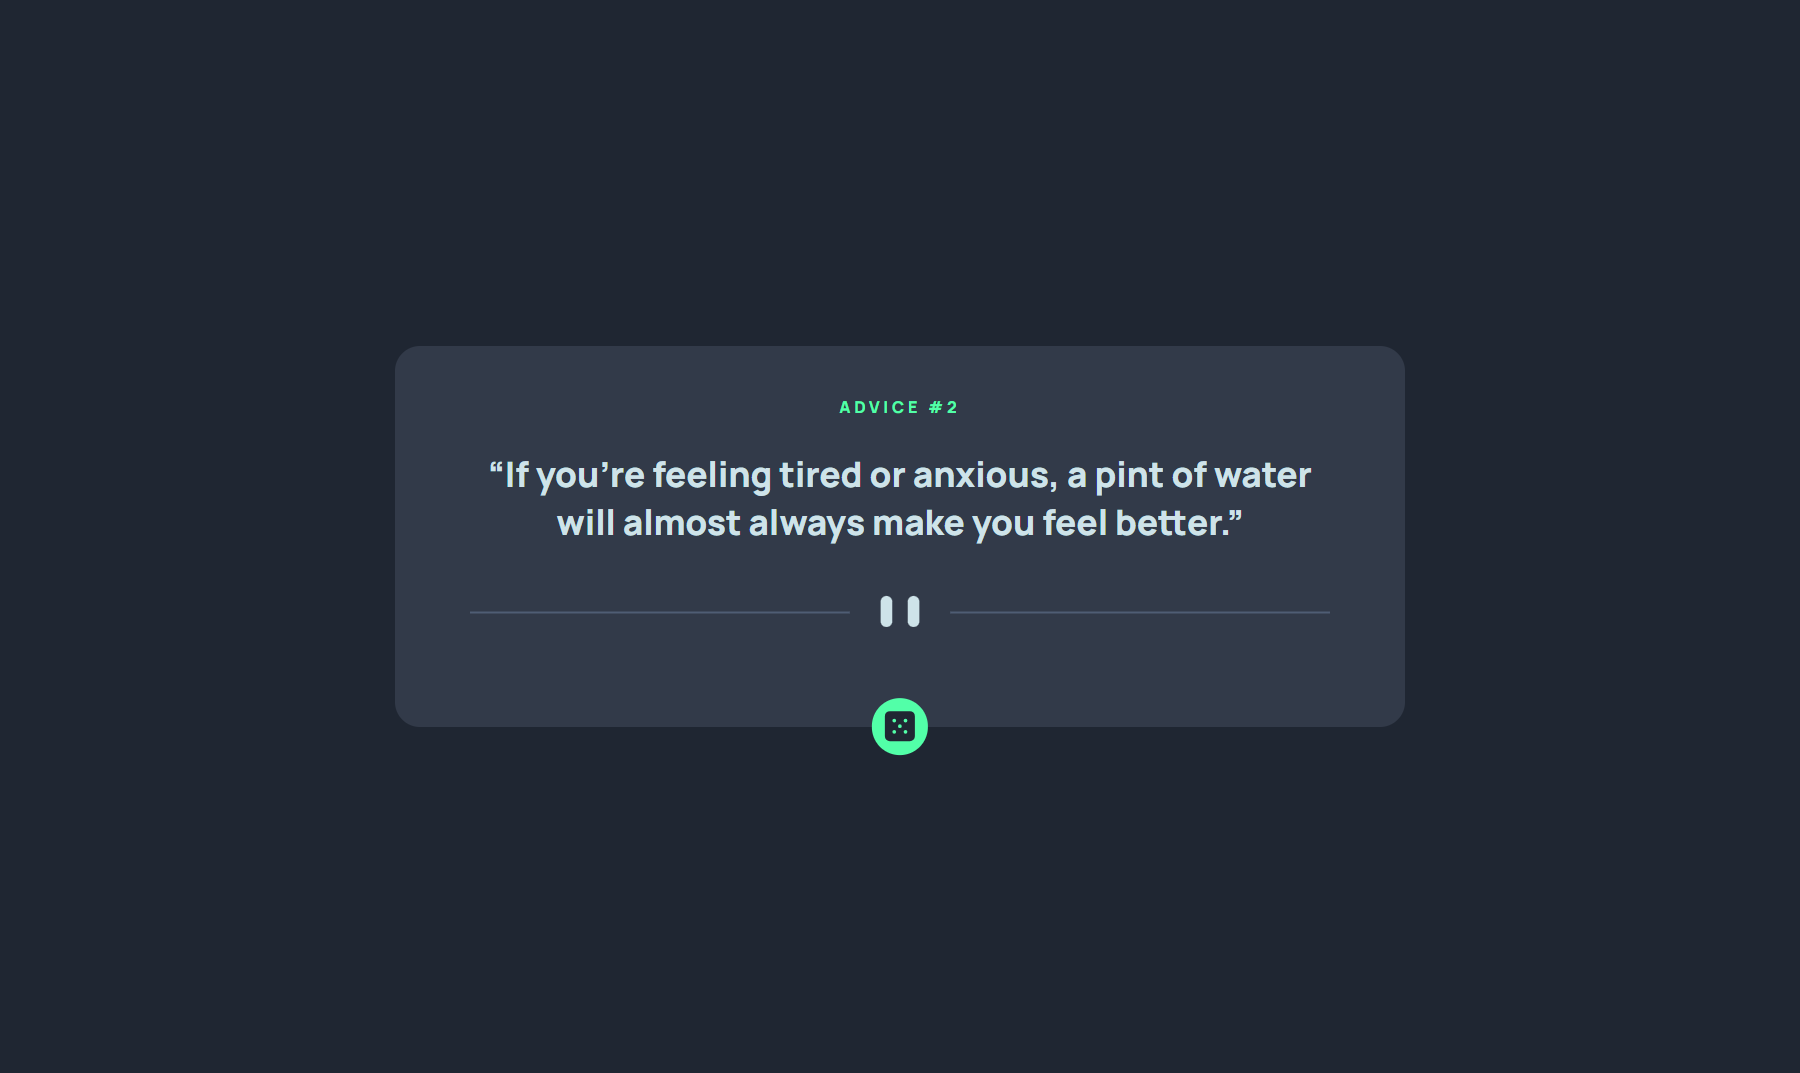 ADVICE #2
“If you’re feeling tired or anxious, a pint of water
will almost always make you feel better.”